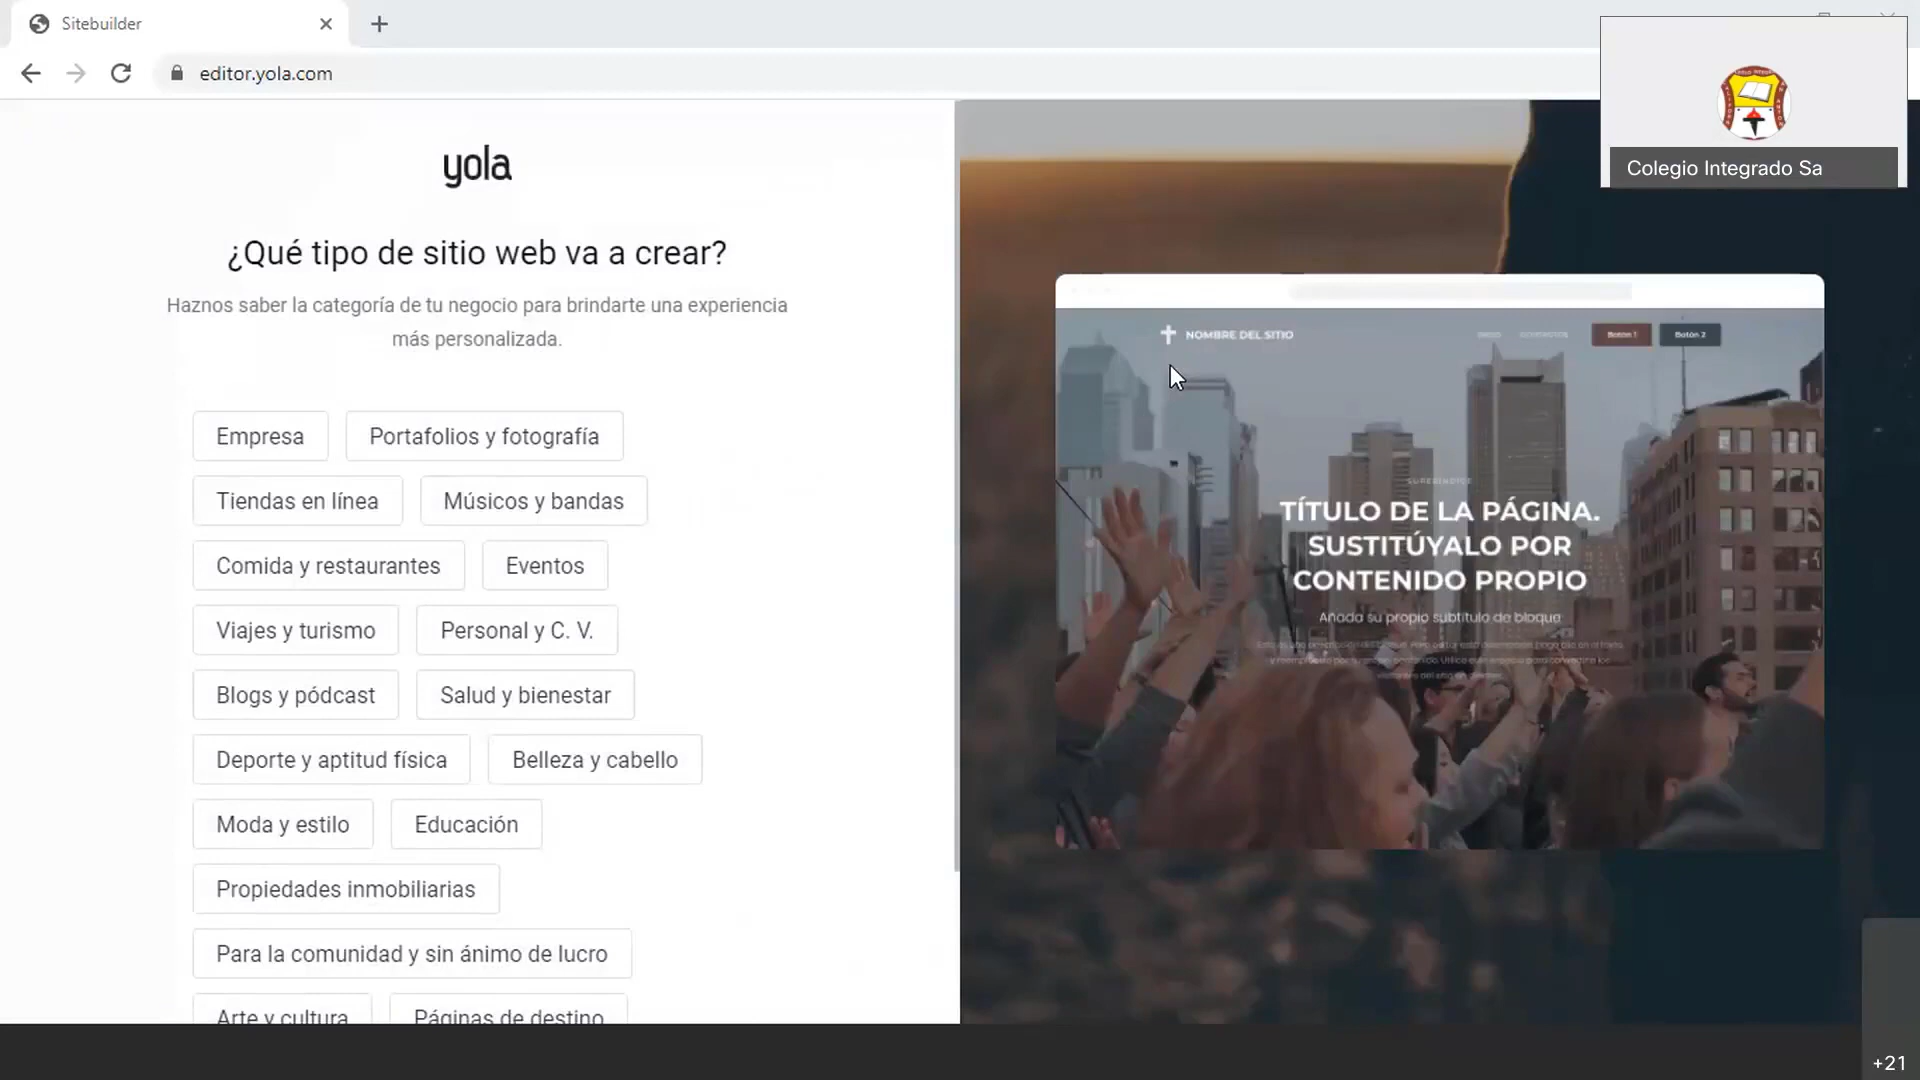 Sitebuilder
editor.yola.com
Colegio Integrado Sa
yola
¿Qué tipo de sitio web va a crear?
Haznos saber la categoría de tu negocio para brindarte una experiencia
más personalizada.
Empresa
Portafolios y fotografía
Tiendas en línea
Músicos y bandas
Comida y restaurantes
Eventos
Viajes y turismo
Personal y C. V.
Blogs y pódcast
Salud y bienestar
Deporte y aptitud física
Belleza y cabello
Moda y estilo
Educación
Propiedades inmobiliarias
Para la comunidad y sin ánimo de lucro
Arte y cultura
Páginas de destino
NOMBRE DEL SITIO
Botón 1
Botón 2
TÍTULO DE LA PÁGINA.
SUSTITÚYALO POR
CONTENIDO PROPIO
Añada su propio subtítulo de bloque
+21